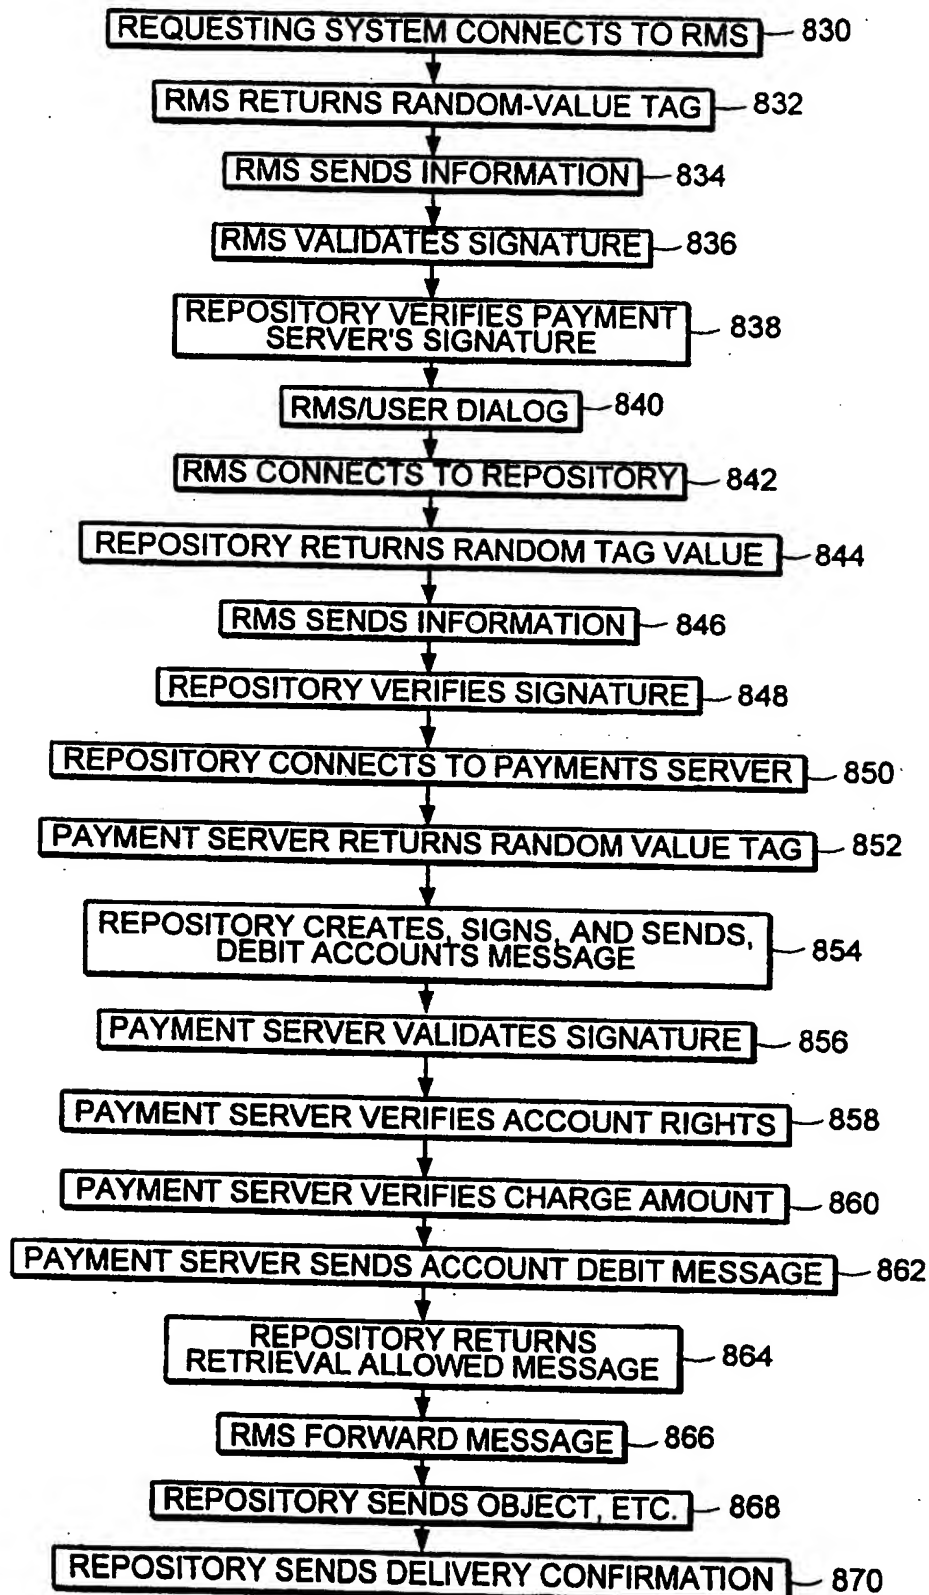 REQUESTING SYSTEM CONNECTS TO RMS 830
RMS RETURNS RANDOM-VALUE TAG 832
RMS SENDS INFORMATION 834
RMS VALIDATES SIGNATURE 836
REPOSITORY VERIFIES PAYMENT
SERVER'S SIGNATURE 838
RMS/USER DIALOG 840
RMS CONNECTS TO REPOSITORY 842
REPOSITORY RETURNS RANDOM TAG VALUE 844
RMS SENDS INFORMATION 846
REPOSITORY VERIFIES SIGNATURE 848
REPOSITORY CONNECTS TO PAYMENTS SERVER 850
PAYMENT SERVER RETURNS RANDOM VALUE TAG 852
REPOSITORY CREATES, SIGNS, AND SENDS,
DEBIT ACCOUNTS MESSAGE 854
PAYMENT SERVER VALIDATES SIGNATURE 856
PAYMENT SERVER VERIFIES ACCOUNT RIGHTS 858
PAYMENT SERVER VERIFIES CHARGE AMOUNT 860
PAYMENT SERVER SENDS ACCOUNT DEBIT MESSAGE 862
REPOSITORY RETURNS
RETRIEVAL ALLOWED MESSAGE 864
RMS FORWARD MESSAGE 866
REPOSITORY SENDS OBJECT, ETC. 868
REPOSITORY SENDS DELIVERY CONFIRMATION 870